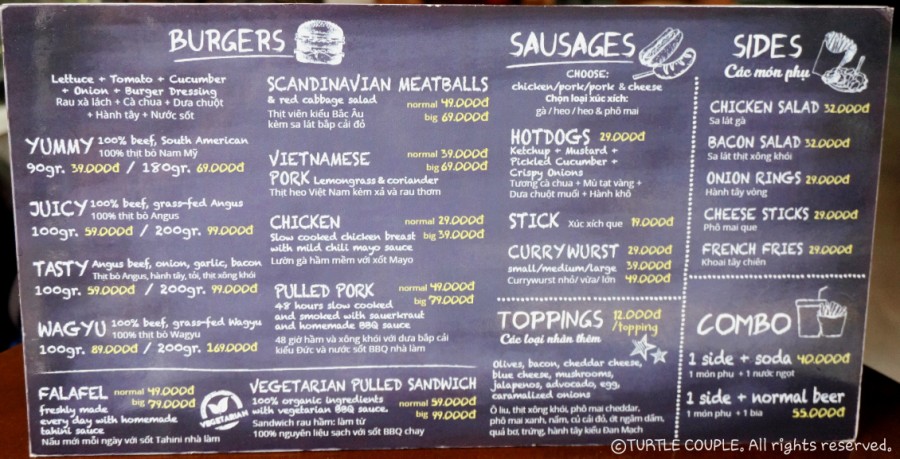 BURGERS
Lettuce + Tomato + Cucumber
+ Onion + Burger Dressing
Rau xà lách + Cà chua + Dưa chuột
+ Hành tây + Nước sốt
YUMMY 100% beef, South American
100% thịt bò Nam Mỹ
90gr. 39.000đ / 180gr. 69.000đ
JUICY 100% beef, grass-fed Angus
100% thịt bò Angus
100gr. 59.000đ / 200gr. 99.000đ
TASTY Angus beef, onion, garlic, bacon
Thịt bò Angus, hành tây, tỏi, thịt xông khói
100gr. 59.000đ / 200gr. 99.000đ
WAGYU 100% beef, grass-fed Wagyu
100% thịt bò Wagyu
100gr. 89.000đ / 200gr. 169.000đ
SCANDINAVIAN MEATBALLS
& red cabbage salad normal 49.000đ
Thịt viên kiểu Bắc Âu big 69.000đ
kèm sa lát bắp cải đỏ
VIETNAMESE normal 39.000đ
big 69.000đ
PORK Lemongrass & coriander
Thịt heo Việt Nam kèm xả và rau thơm
CHICKEN normal 29.000đ
Slow cooked chicken breast big 39.000đ
with mild chili mayo sauce
Lườn gà hầm mềm với xốt Mayo
PULLED PORK normal 49.000đ
48 hours slow cooked big 79.000đ
and smoked with sauerkraut
and homemade BBQ sauce
48 giờ hầm và xông khói với dưa bắp cải
kiểu Đức và nước sốt BBQ nhà làm
FALAFEL normal 49.000đ
big 79.000đ
freshly made
every day with homemade
tahini sauce
Nấu mới mỗi ngày với sốt Tahini nhà làm
VEGETARIAN
VEGETARIAN PULLED SANDWICH
100% organic ingredients normal 59.000đ
with vegetarian BBQ sauce. big 99.000đ
Sandwich rau hầm: làm từ
100% nguyên liệu sạch với sốt BBQ chay
SAUSAGES
CHOOSE:
chicken/pork/pork & cheese
Chọn loại xúc xích:
gà / heo / heo & phô mai
HOTDOGS 29.000đ
Ketchup + Mustard +
Pickled Cucumber +
Crispy Onions
Tương cà chua + Mù tạt vàng +
Dưa chuột muối + Hành khô
STICK Xúc xích que 19.000đ
CURRYWURST 29.000đ
small/medium/large 39.000đ
Currywurst nhỏ/ vừa/ lớn 49.000đ
TOPPINGS 12.000đ
/topping
Các loại nhân thêm
Olives, bacon, cheddar cheese,
blue cheese, mushrooms,
jalapenos, advocado, egg,
caramalized onions
Ô liu, thịt xông khói, phô mai cheddar,
phô mai xanh, nấm, củ cải đỏ, ớt ngâm dấm,
quả bơ, trứng, hành tây kiểu Đan Mạch
SIDES
Các món phụ
CHICKEN SALAD 32.000đ
Sa lát gà
BACON SALAD 32.000đ
Sa lát thịt xông khói
ONION RINGS 29.000đ
Hành tây vòng
CHEESE STICKS 29.000đ
Phô mai que
FRENCH FRIES 29.000đ
Khoai tây chiên
COMBO
1 side + soda 40.000đ
1 món phụ + 1 nước ngọt
1 side + normal beer
1 món phụ + 1 bia 55.000đ
©TURTLE COUPLE. All rights reserved.